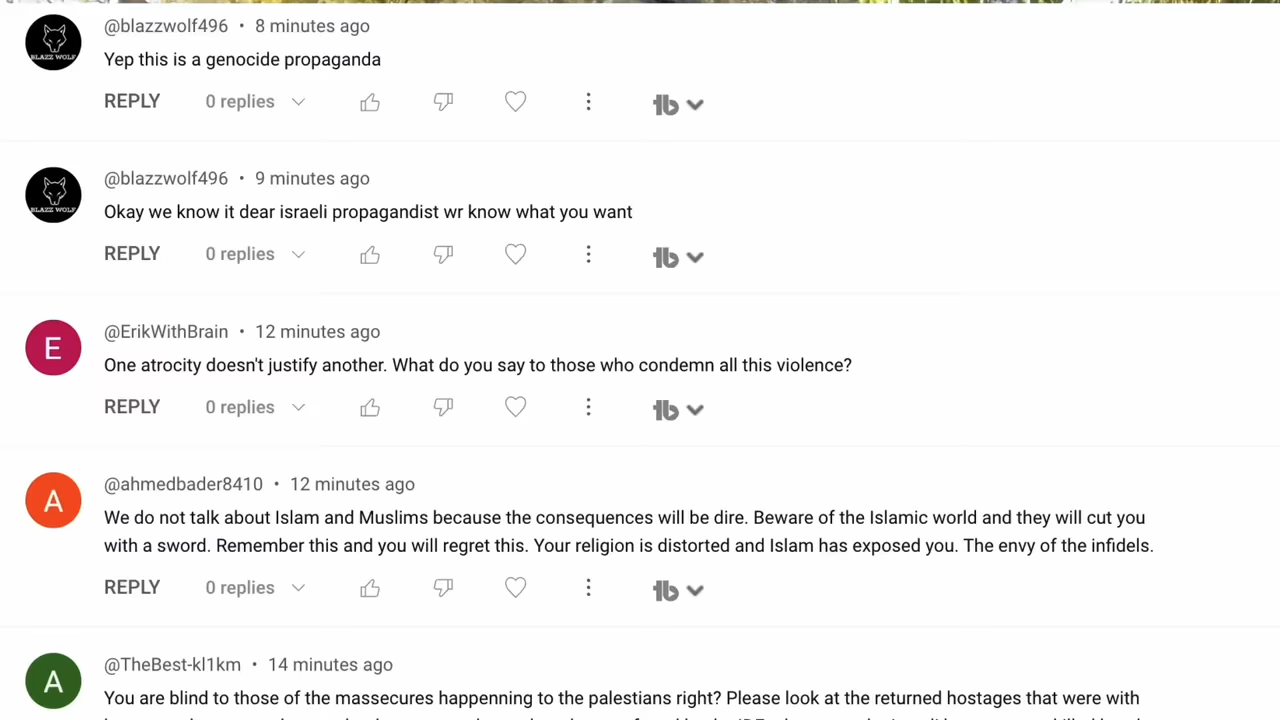 @blazzwolf496 • 8 minutes ago
Yep this is a genocide propaganda
REPLY 0 replies
BLAZZ WOLF
@blazzwolf496 • 9 minutes ago
Okay we know it dear israeli propagandist wr know what you want
REPLY 0 replies
BLAZZ WOLF
E
@ErikWithBrain • 12 minutes ago
One atrocity doesn't justify another. What do you say to those who condemn all this violence?
REPLY 0 replies
A
@ahmedbader8410 • 12 minutes ago
We do not talk about Islam and Muslims because the consequences will be dire. Beware of the Islamic world and they will cut you
with a sword. Remember this and you will regret this. Your religion is distorted and Islam has exposed you. The envy of the infidels.
REPLY 0 replies
A
@TheBest-kl1km • 14 minutes ago
You are blind to those of the massecures happenning to the palestians right? Please look at the returned hostages that were with